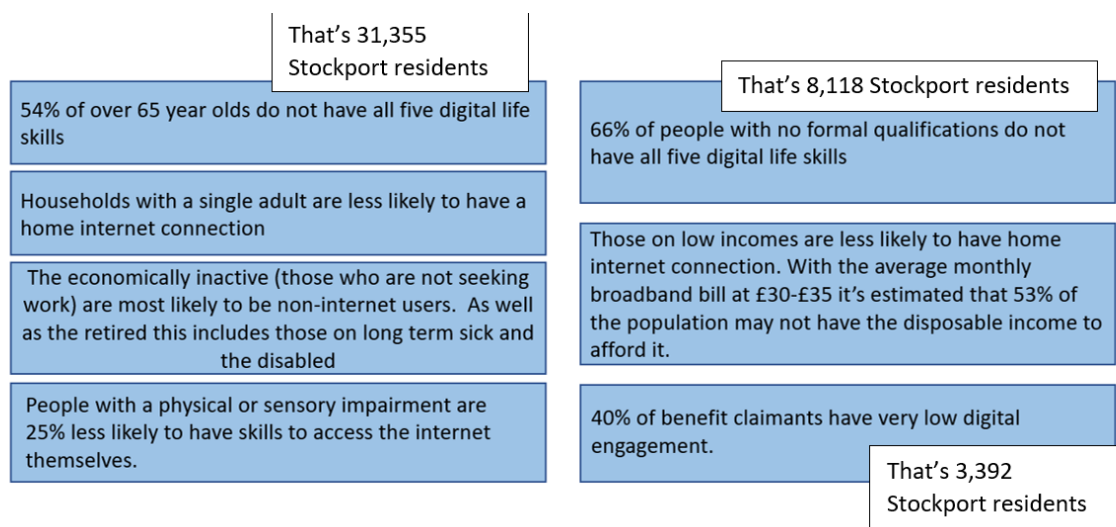 That's 31,355
Stockport residents
54% of over 65 year olds do not have all five digital life
skills
Households with a single adult are less likely to have a
home internet connection
The economically inactive (those who are not seeking
work) are most likely to be non-internet users.  As well
as the retired this includes those on long term sick and
the disabled
People with a physical or sensory impairment are
25% less likely to have skills to access the internet
themselves.
That's 8,118 Stockport residents
66% of people with no formal qualifications do not
have all five digital life skills
Those on low incomes are less likely to have home
internet connection. With the average monthly
broadband bill at £30-£35 it's estimated that 53% of
the population may not have the disposable income to
afford it.
40% of benefit claimants have very low digital
engagement.
That's 3,392
Stockport residents